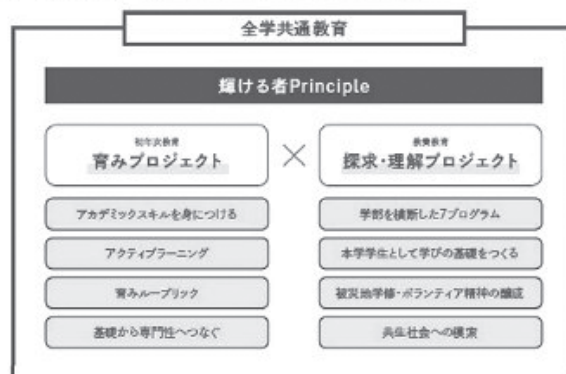 全学共通教育
輝ける者Principle
初年次教育
育みプロジェクト
×
教養教育
探求・理解プロジェクト
アカデミックスキルを身につける
アクティブラーニング
育みルーブリック
基礎から専門性へつなぐ
学部を横断した7プログラム
本学学生として学びの基礎をつくる
被災地学修・ボランティア精神の醸成
共生社会への模索